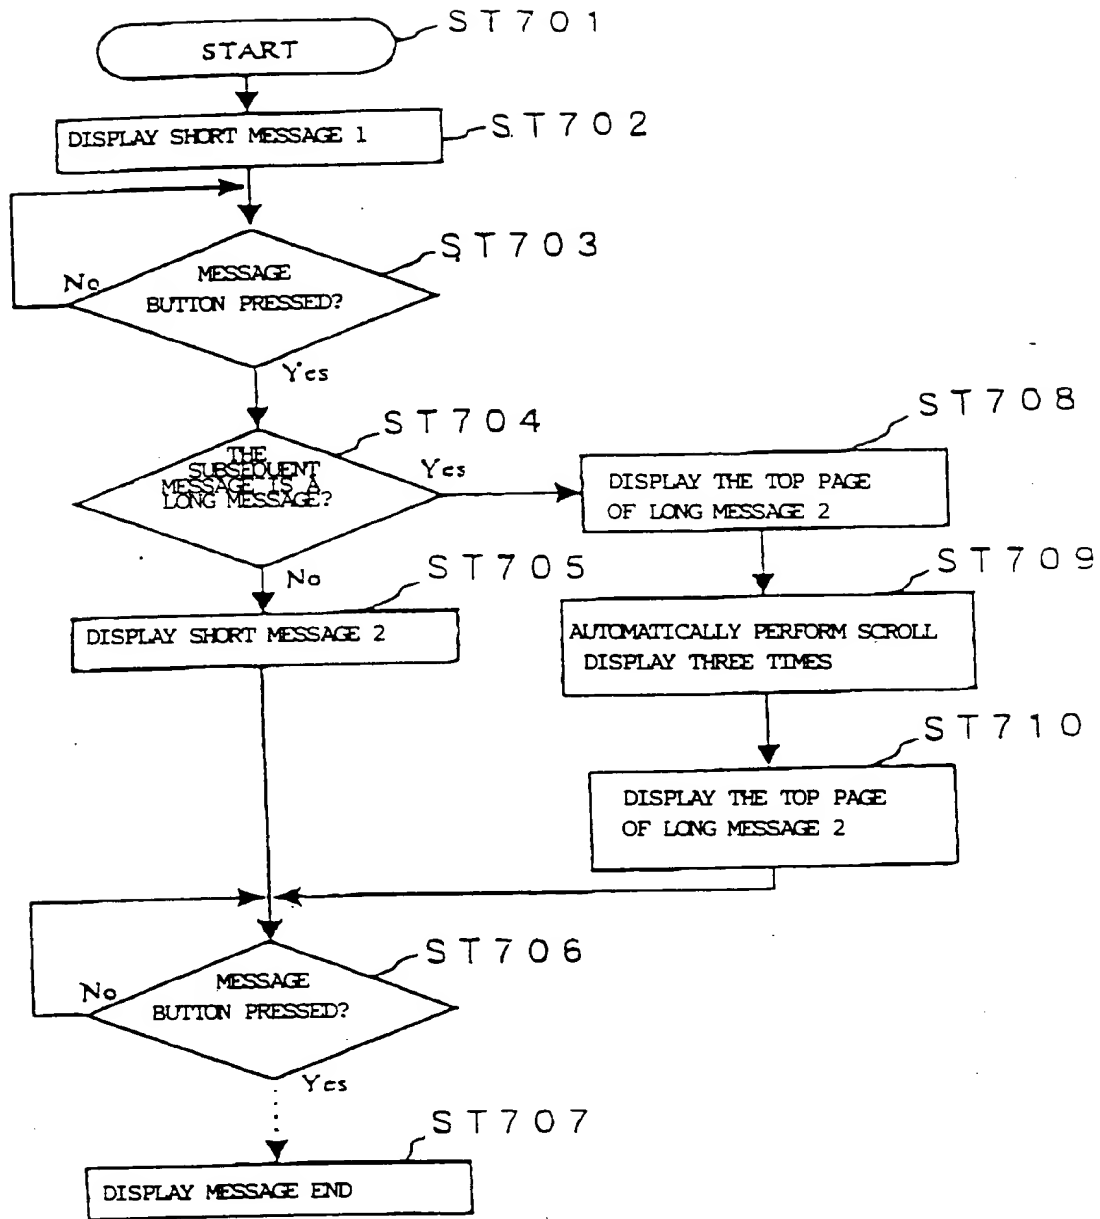 ST701
START
DISPLAY SHORT MESSAGE 1
ST702
ST703
MESSAGE
BUTTON PRESSED?
No
Yes
ST704
THE
SUBSEQUENT
MESSAGE IS A
LONG MESSAGE?
Yes
No
ST708
DISPLAY THE TOP PAGE
OF LONG MESSAGE 2
ST705
DISPLAY SHORT MESSAGE 2
ST709
AUTOMATICALLY PERFORM SCROLL
DISPLAY THREE TIMES
ST710
DISPLAY THE TOP PAGE
OF LONG MESSAGE 2
ST706
MESSAGE
BUTTON PRESSED?
No
Yes
ST707
DISPLAY MESSAGE END